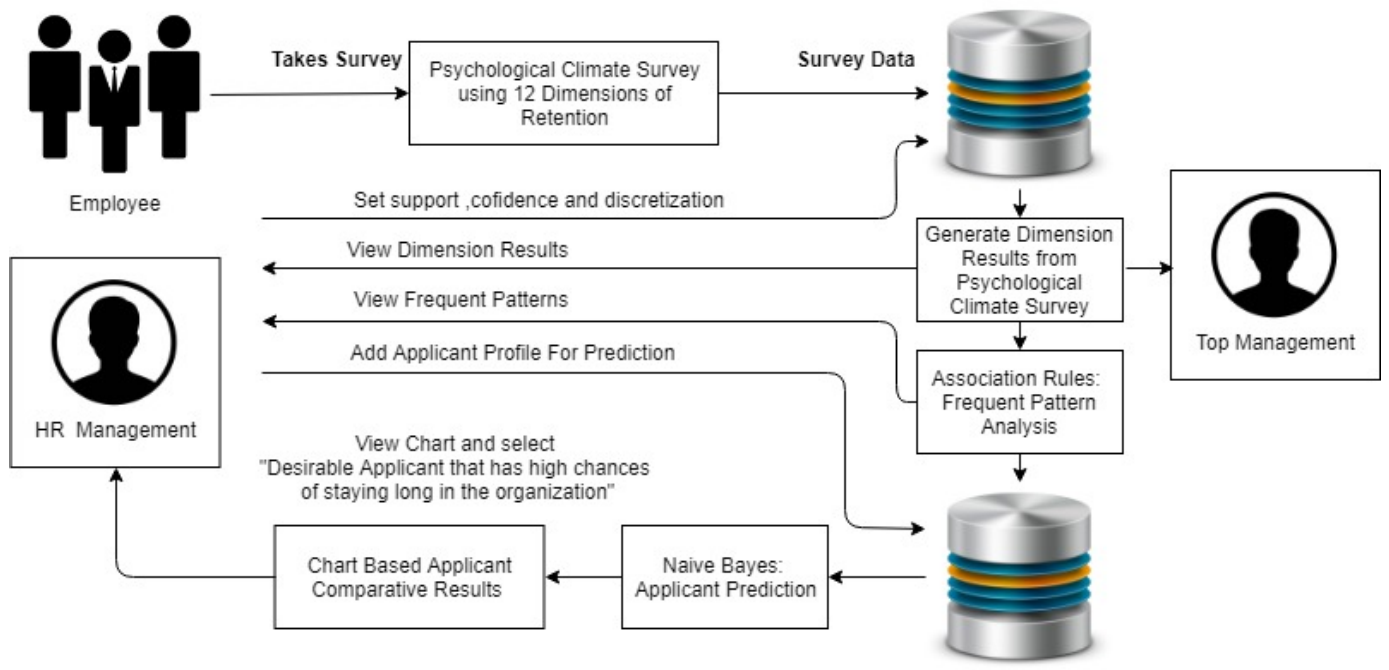 Takes Survey
Psychological Climate Survey
using 12 Dimensions of
Retention
Survey Data
Employee
Set support ,cofidence and discretization
View Dimension Results
Generate Dimension
Results from
Psychological
Climate Survey
View Frequent Patterns
Top Management
Add Applicant Profile For Prediction
Association Rules:
Frequent Pattern
Analysis
HR  Management
View Chart and select
"Desirable Applicant that has high chances
of staying long in the organization"
Chart Based Applicant
Comparative Results
Naive Bayes:
Applicant Prediction